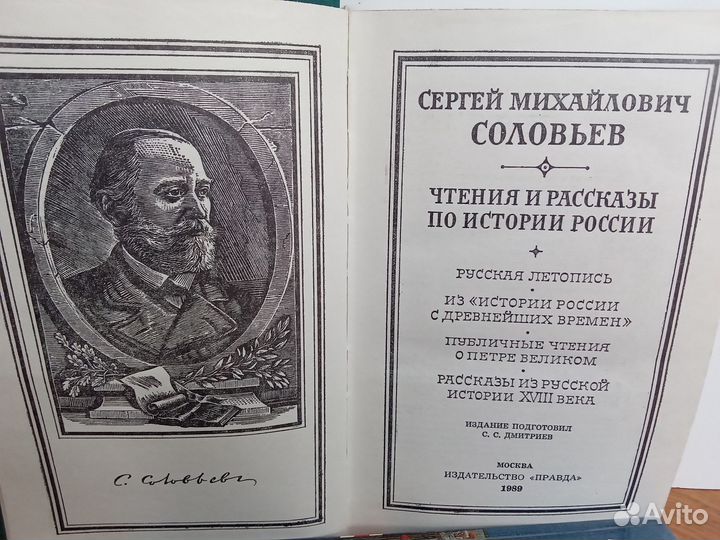 С. Соловьевъ
СЕРГЕЙ МИХАЙЛОВИЧ
СОЛОВЬЕВ
ЧТЕНИЯ И РАССКАЗЫ
ПО ИСТОРИИ РОССИИ
РУССКАЯ ЛЕТОПИСЬ
ИЗ «ИСТОРИИ РОССИИ
С ДРЕВНЕЙШИХ ВРЕМЕН»
ПУБЛИЧНЫЕ ЧТЕНИЯ
О ПЕТРЕ ВЕЛИКОМ
РАССКАЗЫ ИЗ РУССКОЙ
ИСТОРИИ XVIII ВЕКА
ИЗДАНИЕ ПОДГОТОВИЛ
С. С. ДМИТРИЕВ
МОСКВА
ИЗДАТЕЛЬСТВО «ПРАВДА»
1989
Avito